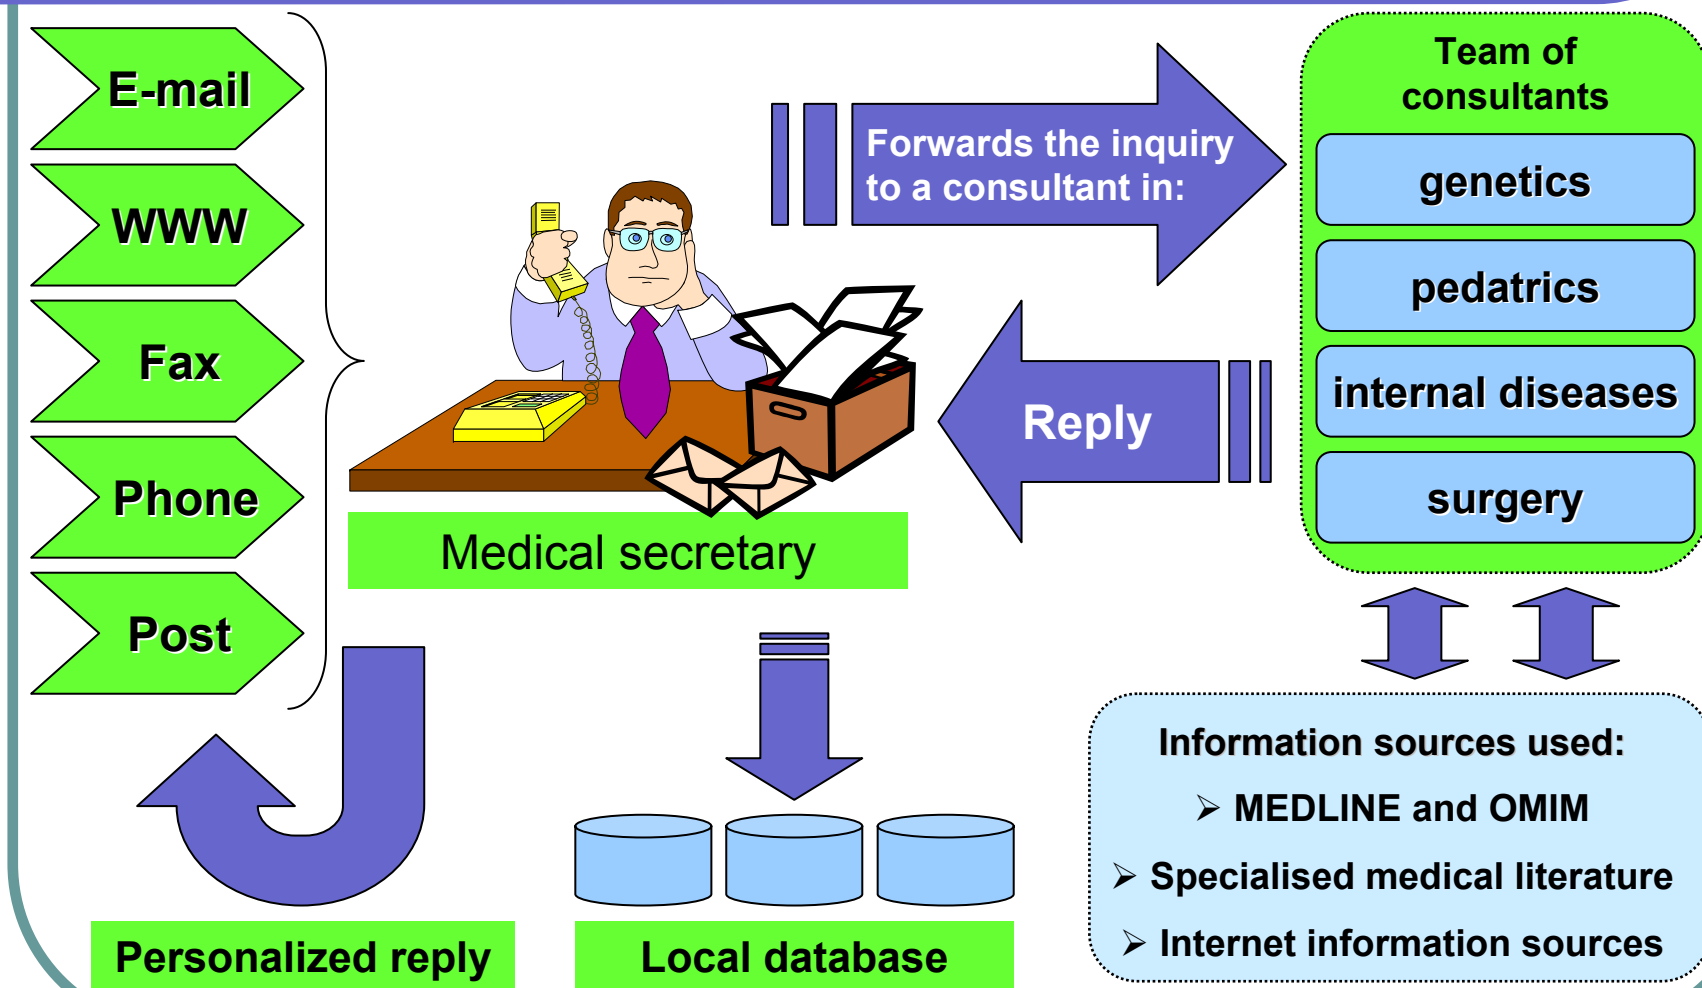 E-mail
WWW
Fax
Phone
Post
Medical secretary
Forwards the inquiry
to a consultant in:
Reply
Team of
consultants
genetics
pedatrics
internal diseases
surgery
Information sources used:
➢ MEDLINE and OMIM
➢ Specialised medical literature
➢ Internet information sources
Personalized reply
Local database